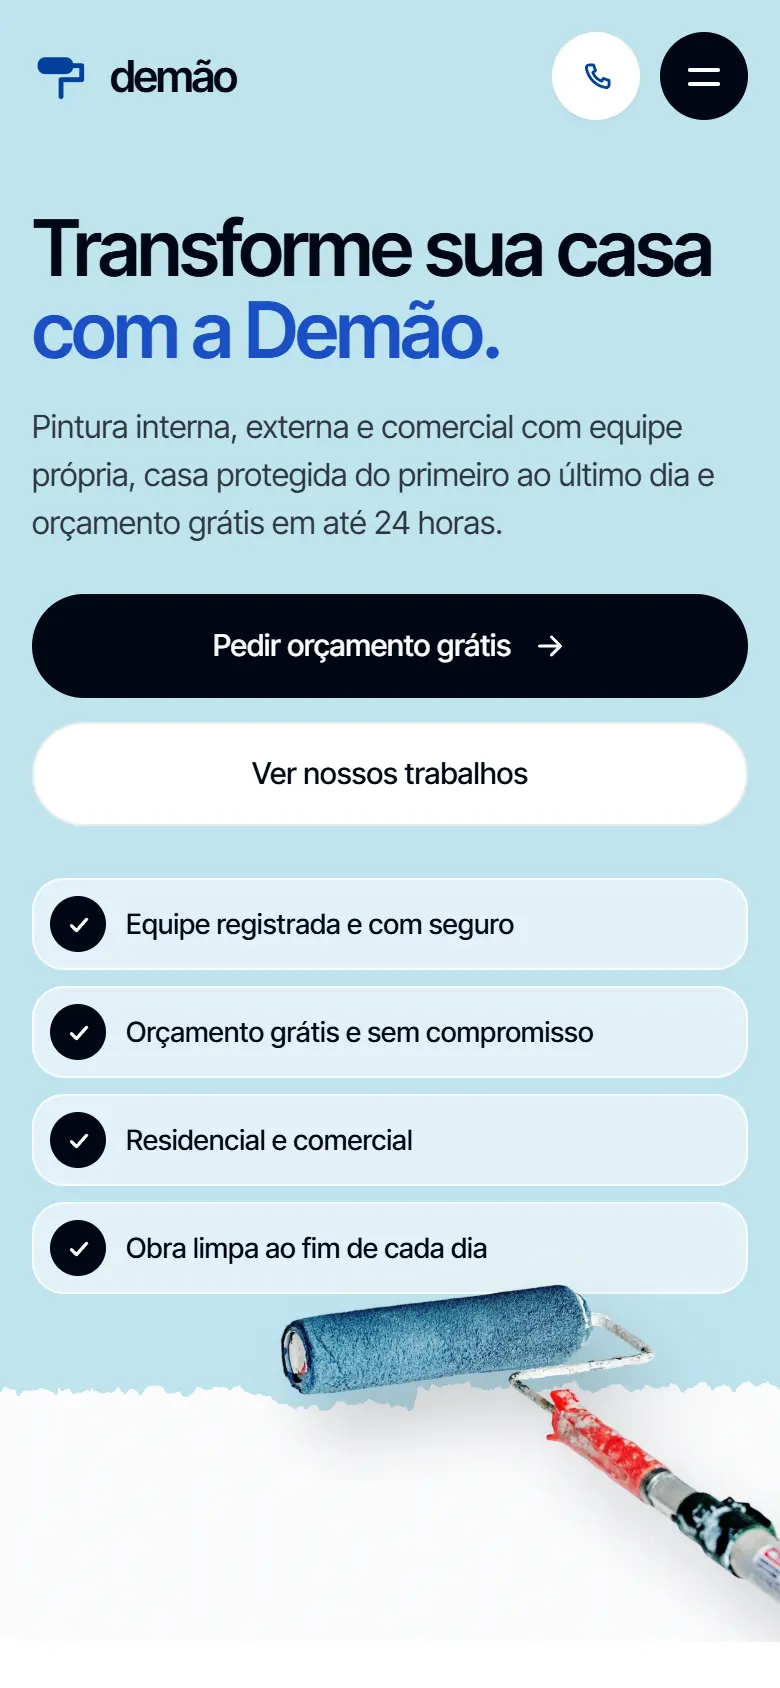 demão
Transforme sua casa
com a Demão.
Pintura interna, externa e comercial com equipe
própria, casa protegida do primeiro ao último dia e
orçamento grátis em até 24 horas.
Pedir orçamento grátis
Ver nossos trabalhos
Equipe registrada e com seguro
Orçamento grátis e sem compromisso
Residencial e comercial
Obra limpa ao fim de cada dia